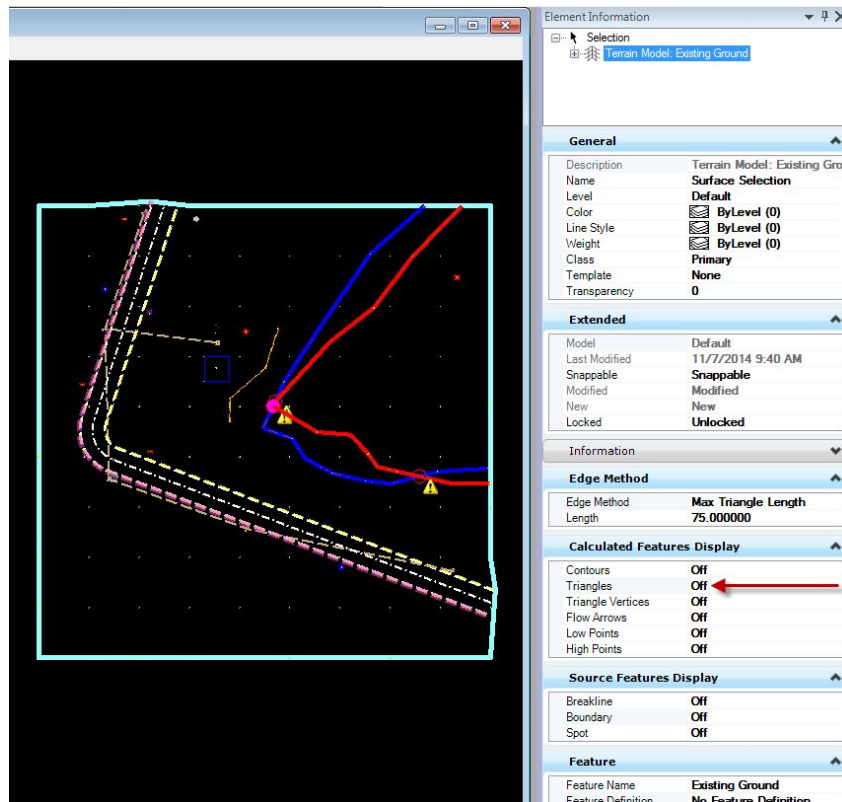 Element Information
Selection
Terrain Model: Existing Ground
General
Description Terrain Model: Existing Gro
Name Surface Selection
Level Default
Color ByLevel (0)
Line Style ByLevel (0)
Weight ByLevel (0)
Class Primary
Template None
Transparency 0
Extended
Model Default
Last Modified 11/7/2014 9:40 AM
Snappable Snappable
Modified Modified
New New
Locked Unlocked
Information
Edge Method
Edge Method Max Triangle Length
Length 75.000000
Calculated Features Display
Contours Off
Triangles Off
Triangle Vertices Off
Flow Arrows Off
Low Points Off
High Points Off
Source Features Display
Breakline Off
Boundary Off
Spot Off
Feature
Feature Name Existing Ground
Feature Definition No Feature Definition